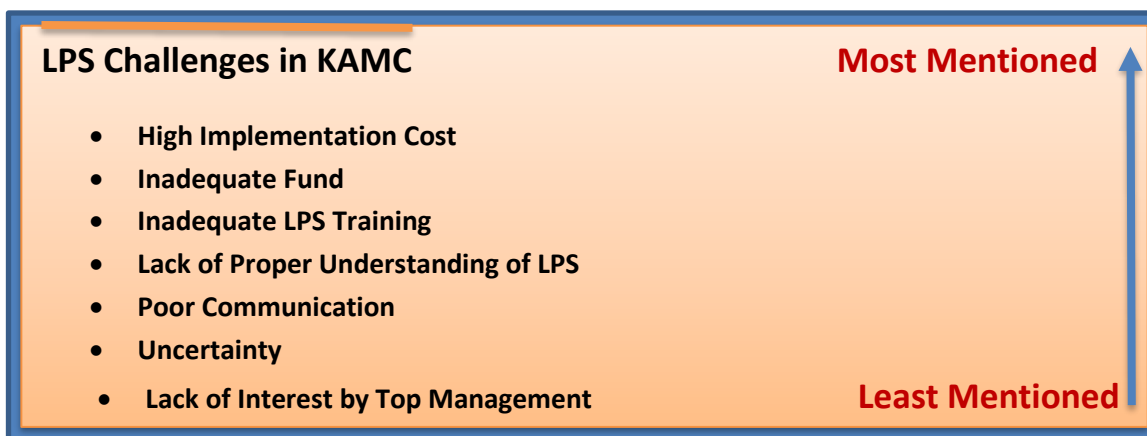 LPS Challenges in KAMC Most Mentioned
• High Implementation Cost
• Inadequate Fund
• Inadequate LPS Training
• Lack of Proper Understanding of LPS
• Poor Communication
• Uncertainty
• Lack of Interest by Top Management Least Mentioned